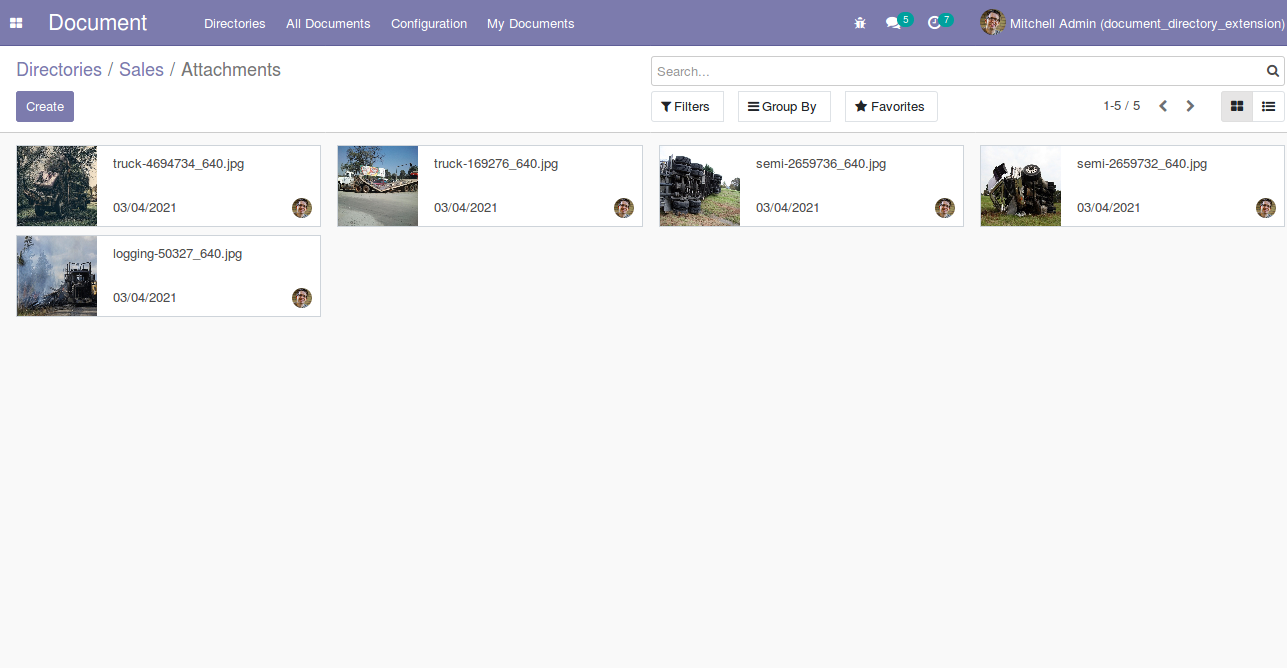 Document Directories All Documents Configuration My Documents 5 7 Mitchell Admin (document_directory_extension)
Directories / Sales / Attachments
Search...
Create Filters Group By Favorites 1-5 / 5
truck-4694734_640.jpg
03/04/2021
truck-169276_640.jpg
03/04/2021
semi-2659736_640.jpg
03/04/2021
semi-2659732_640.jpg
03/04/2021
logging-50327_640.jpg
03/04/2021